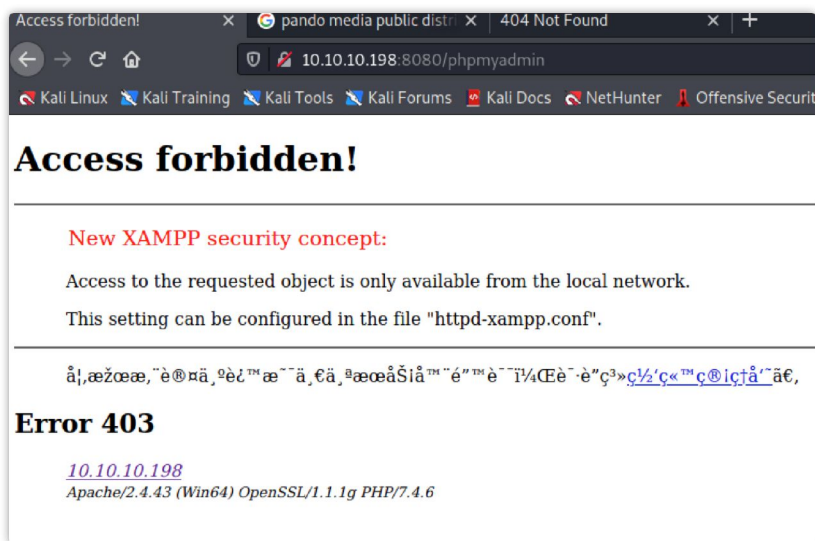 Access forbidden!
pando media public distri
404 Not Found
10.10.10.198:8080/phpmyadmin
Kali Linux Kali Training Kali Tools Kali Forums Kali Docs NetHunter Offensive Securit
Access forbidden!
New XAMPP security concept:
Access to the requested object is only available from the local network.
This setting can be configured in the file "httpd-xampp.conf".
Error 403
10.10.10.198
Apache/2.4.43 (Win64) OpenSSL/1.1.1g PHP/7.4.6